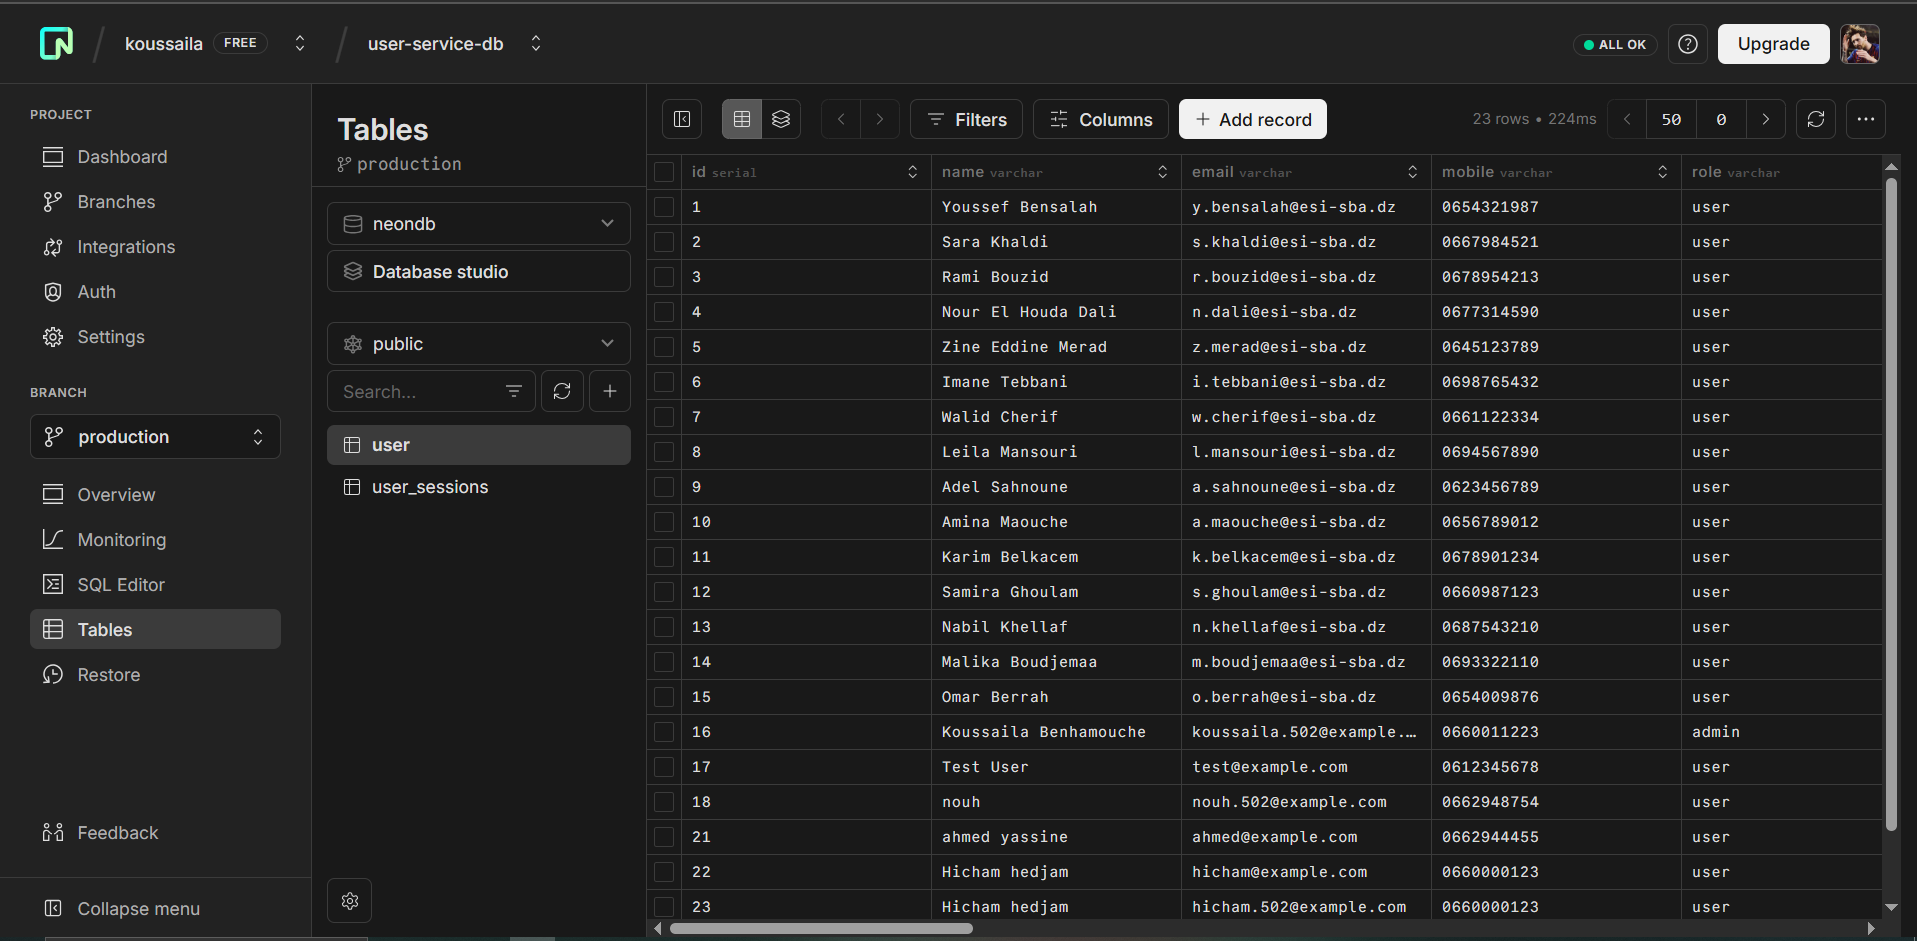 koussaila FREE
user-service-db
ALL OK
Upgrade
PROJECT
Dashboard
Branches
Integrations
Auth
Settings
BRANCH
production
Overview
Monitoring
SQL Editor
Tables
Restore
Feedback
Collapse menu
Tables
production
neondb
Database studio
public
Search...
user
user_sessions
Filters
Columns
+ Add record
23 rows • 224ms
50
0
id serial name varchar email varchar mobile varchar role varchar
1 Youssef Bensalah y.bensalah@esi-sba.dz 0654321987 user
2 Sara Khaldi s.khaldi@esi-sba.dz 0667984521 user
3 Rami Bouzid r.bouzid@esi-sba.dz 0678954213 user
4 Nour El Houda Dali n.dali@esi-sba.dz 0677314590 user
5 Zine Eddine Merad z.merad@esi-sba.dz 0645123789 user
6 Imane Tebbani i.tebbani@esi-sba.dz 0698765432 user
7 Walid Cherif w.cherif@esi-sba.dz 0661122334 user
8 Leila Mansouri l.mansouri@esi-sba.dz 0694567890 user
9 Adel Sahnoune a.sahnoune@esi-sba.dz 0623456789 user
10 Amina Maouche a.maouche@esi-sba.dz 0656789012 user
11 Karim Belkacem k.belkacem@esi-sba.dz 0678901234 user
12 Samira Ghoulam s.ghoulam@esi-sba.dz 0660987123 user
13 Nabil Khellaf n.khellaf@esi-sba.dz 0687543210 user
14 Malika Boudjemaa m.boudjemaa@esi-sba.dz 0693322110 user
15 Omar Berrah o.berrah@esi-sba.dz 0654009876 user
16 Koussaila Benhamouche koussaila.502@example.… 0660011223 admin
17 Test User test@example.com 0612345678 user
18 nouh nouh.502@example.com 0662948754 user
21 ahmed yassine ahmed@example.com 0662944455 user
22 Hicham hedjam hicham@example.com 0660000123 user
23 Hicham hedjam hicham.502@example.com 0660000123 user